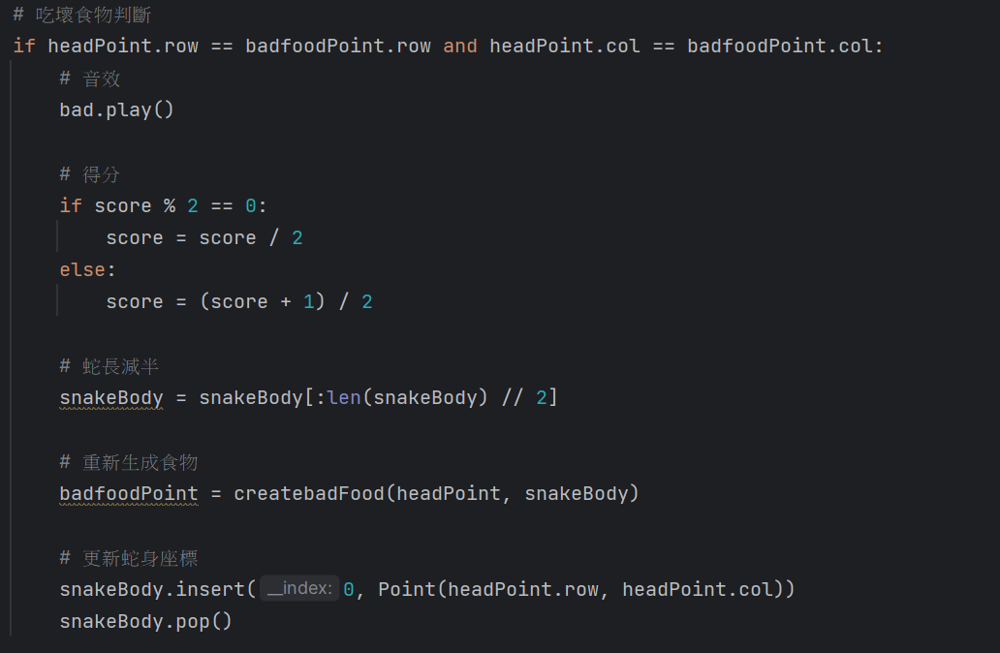 # 吃壞食物判斷
if headPoint.row == badfoodPoint.row and headPoint.col == badfoodPoint.col:
    # 音效
    bad.play()

    # 得分
    if score % 2 == 0:
        score = score / 2
    else:
        score = (score + 1) / 2

    # 蛇長減半
    snakeBody = snakeBody[:len(snakeBody) // 2]

    # 重新生成食物
    badfoodPoint = createbadFood(headPoint, snakeBody)

    # 更新蛇身座標
    snakeBody.insert(__index: 0, Point(headPoint.row, headPoint.col))
    snakeBody.pop()